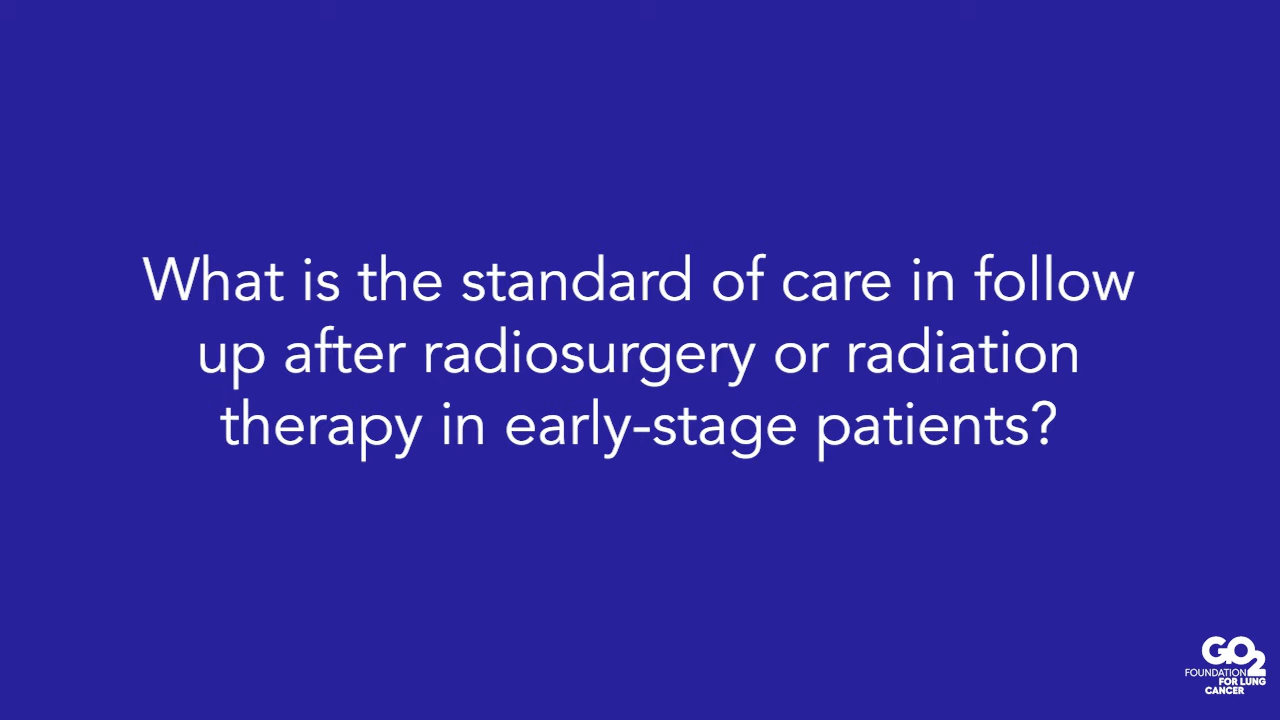 What is the standard of care in follow
up after radiosurgery or radiation
therapy in early-stage patients?
GO2
FOUNDATION
FOR LUNG
CANCER